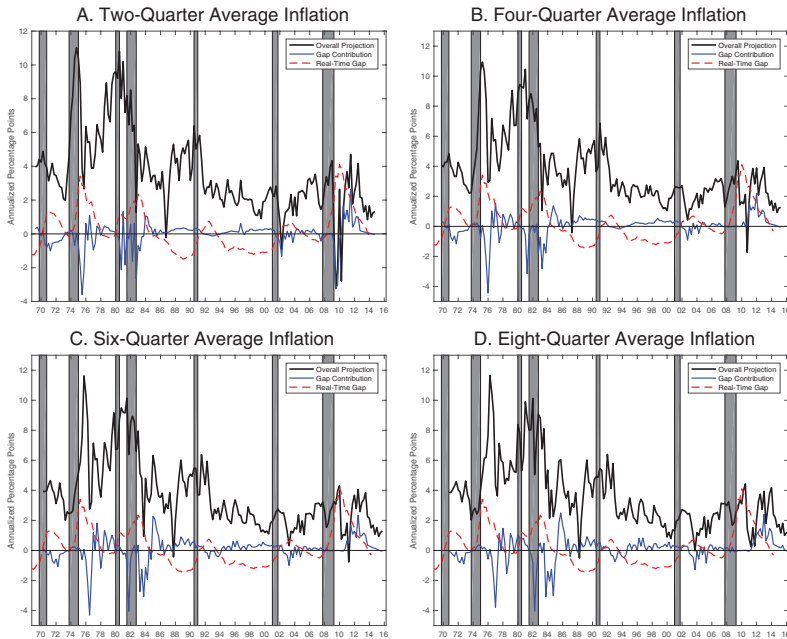 A. Two-Quarter Average Inflation
Annualized Percentage Points
12
10
8
6
4
2
0
-2
-4
Overall Projection
Gap Contribution
Real-Time Gap
70 72 74 76 78 80 82 84 86 88 90 92 94 96 98 00 02 04 06 08 10 12 14 16
B. Four-Quarter Average Inflation
Annualized Percentage Points
12
10
8
6
4
2
0
-2
-4
Overall Projection
Gap Contribution
Real-Time Gap
70 72 74 76 78 80 82 84 86 88 90 92 94 96 98 00 02 04 06 08 10 12 14 16
C. Six-Quarter Average Inflation
Annualized Percentage Points
12
10
8
6
4
2
0
-2
-4
Overall Projection
Gap Contribution
Real-Time Gap
70 72 74 76 78 80 82 84 86 88 90 92 94 96 98 00 02 04 06 08 10 12 14 16
D. Eight-Quarter Average Inflation
Annualized Percentage Points
12
10
8
6
4
2
0
-2
-4
Overall Projection
Gap Contribution
Real-Time Gap
70 72 74 76 78 80 82 84 86 88 90 92 94 96 98 00 02 04 06 08 10 12 14 16